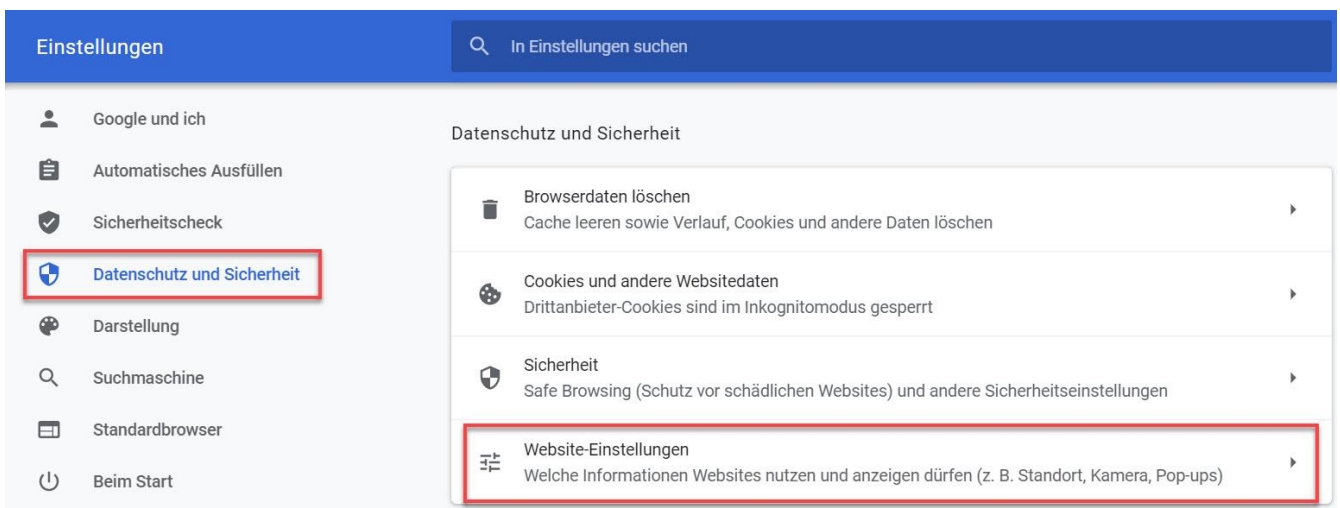 Einstellungen
In Einstellungen suchen
Google und ich
Automatisches Ausfüllen
Sicherheitscheck
Datenschutz und Sicherheit
Darstellung
Suchmaschine
Standardbrowser
Beim Start
Datenschutz und Sicherheit
Browserdaten löschen
Cache leeren sowie Verlauf, Cookies und andere Daten löschen
Cookies und andere Websitedaten
Drittanbieter-Cookies sind im Inkognitomodus gesperrt
Sicherheit
Safe Browsing (Schutz vor schädlichen Websites) und andere Sicherheitseinstellungen
Website-Einstellungen
Welche Informationen Websites nutzen und anzeigen dürfen (z. B. Standort, Kamera, Pop-ups)